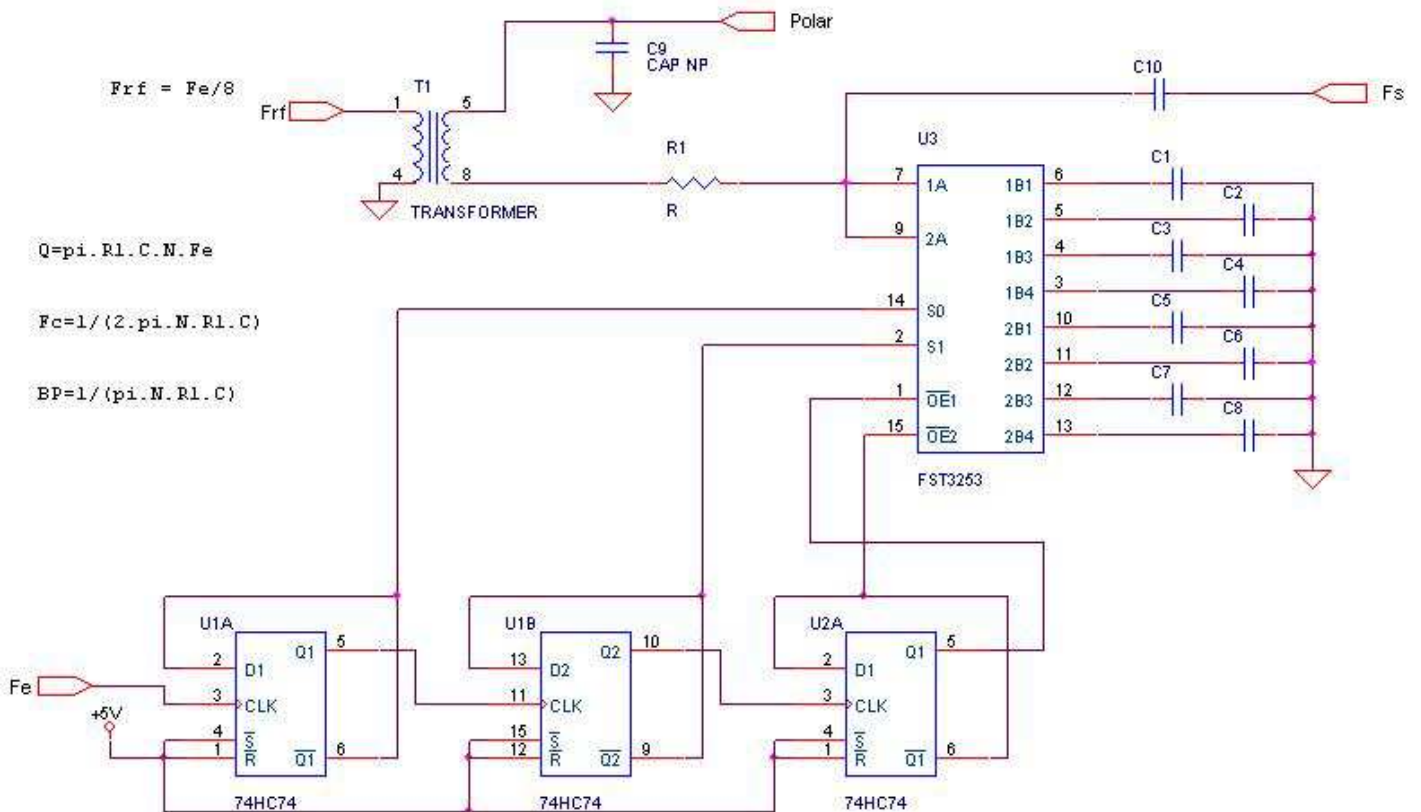 Polar
C9
CAP NP
Frf = Fe/8
T1
Frf
1
5
4
8
TRANSFORMER
C10
Fs
R1
R
U3
7
1A
9
2A
14
S0
2
S1
1
OE1
15
OE2
1B1
6
1B2
5
1B3
4
1B4
3
2B1
10
2B2
11
2B3
12
2B4
13
FST3253
C1
C2
C3
C4
C5
C6
C7
C8
Q=pi.R1.C.N.Fe
Fc=1/(2.pi.N.R1.C)
BP=1/(pi.N.R1.C)
Fe
+5V
U1A
2
D1
Q1
5
3
CLK
4
S
1
R
Q1
6
74HC74
U1B
13
D2
Q2
10
11
CLK
15
S
12
R
Q2
9
74HC74
U2A
2
D1
Q1
5
3
CLK
4
S
1
R
Q1
6
74HC74